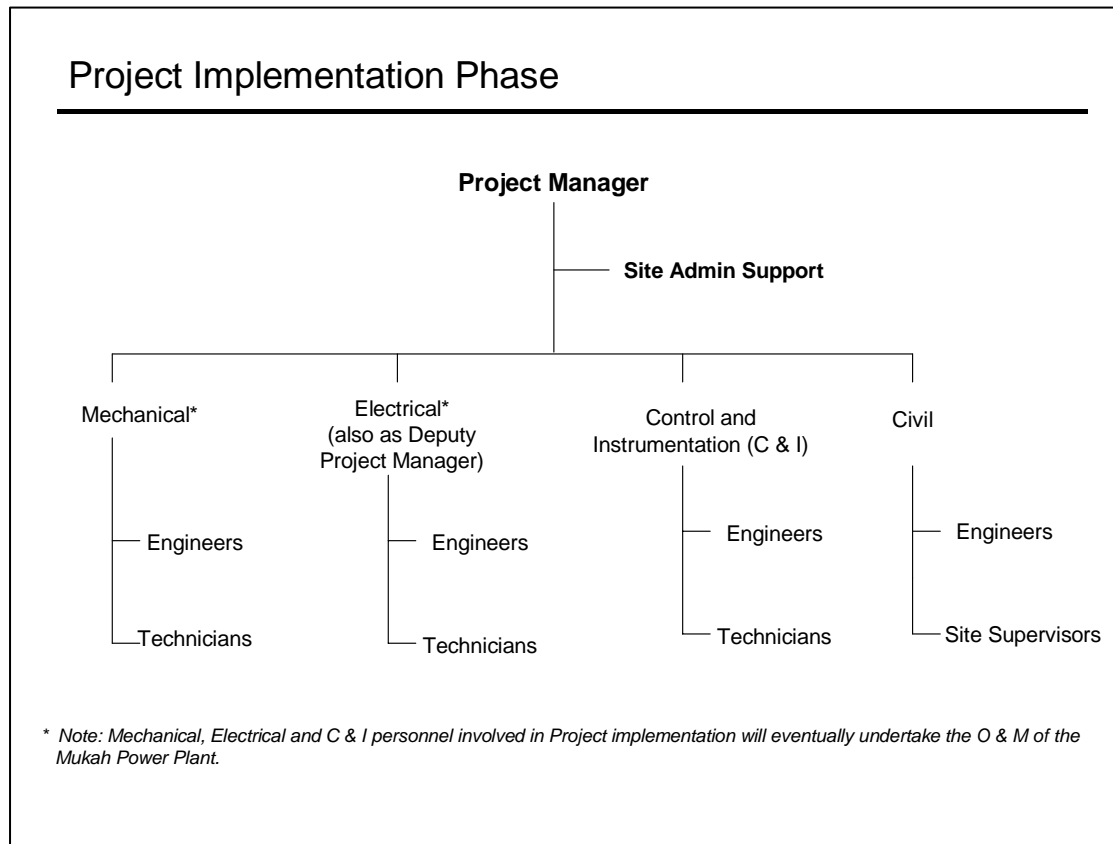 Project Implementation Phase
Project Manager
Site Admin Support
Mechanical*
Electrical*
(also as Deputy
Project Manager)
Control and
Instrumentation (C & I)
Civil
Engineers
Engineers
Engineers
Engineers
Technicians
Technicians
Technicians
Site Supervisors
* Note: Mechanical, Electrical and C & I personnel involved in Project implementation will eventually undertake the O & M of the
Mukah Power Plant.